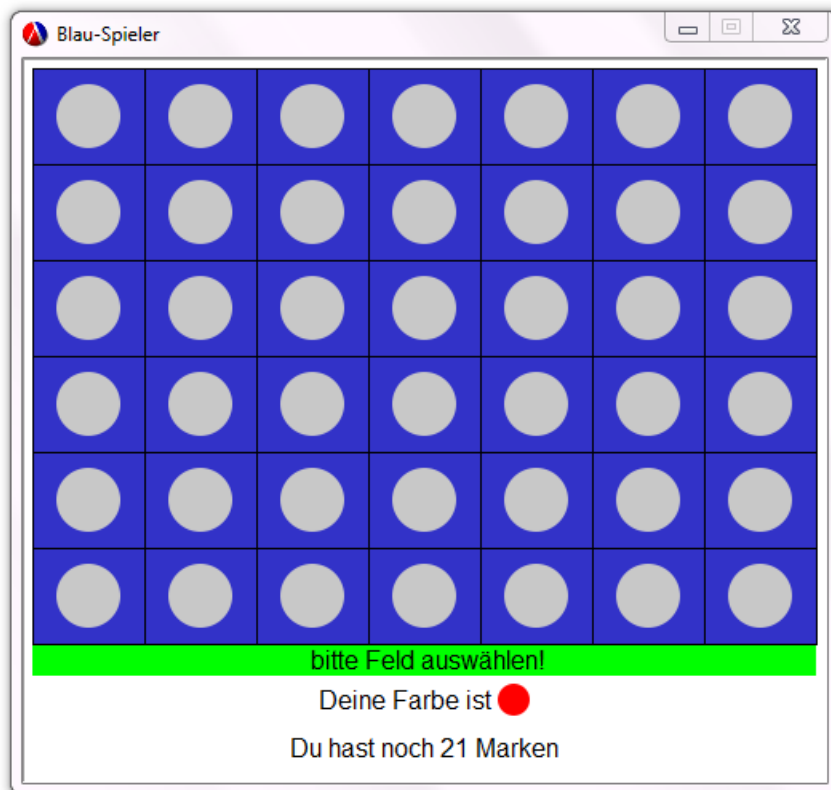 Blau-Spieler
bitte Feld auswählen!
Deine Farbe ist
Du hast noch 21 Marken